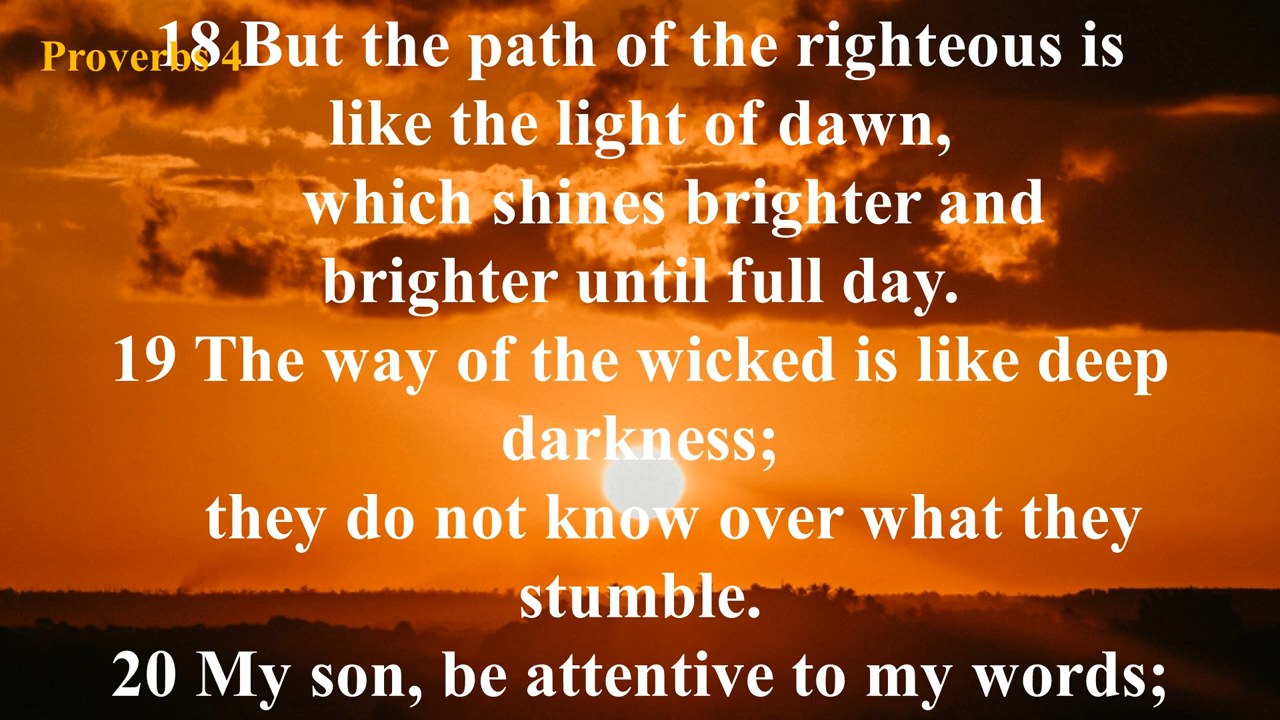 Proverbs 4
18 But the path of the righteous is
like the light of dawn,
which shines brighter and
brighter until full day.
19 The way of the wicked is like deep
darkness;
they do not know over what they
stumble.
20 My son, be attentive to my words;